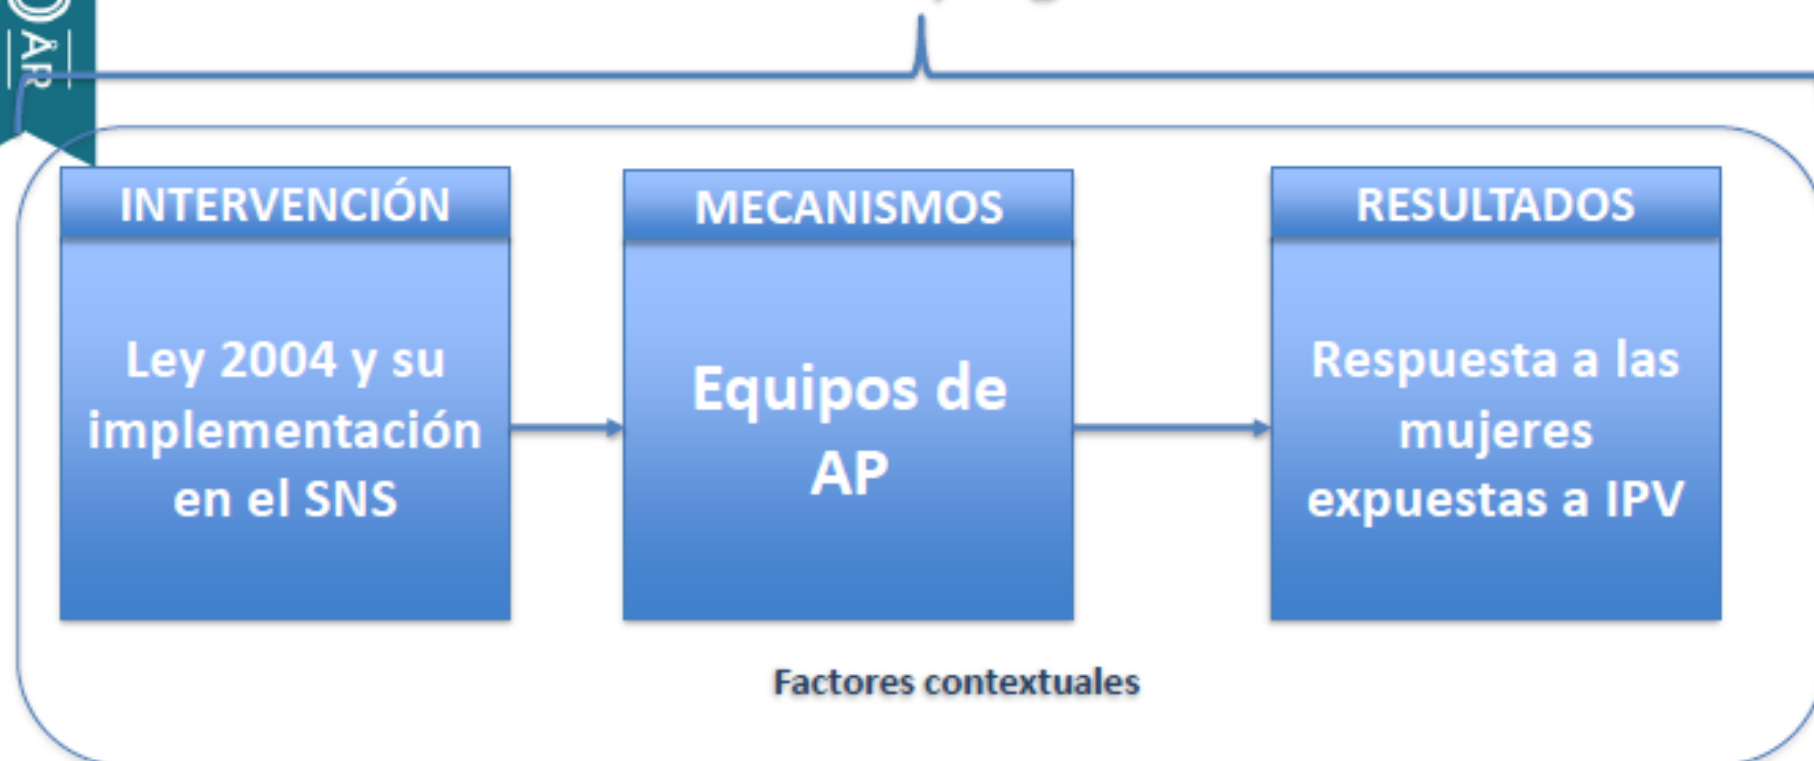 ÅR
INTERVENCIÓN
Ley 2004 y su
implementación
en el SNS
MECANISMOS
Equipos de
AP
RESULTADOS
Respuesta a las
mujeres
expuestas a IPV
Factores contextuales